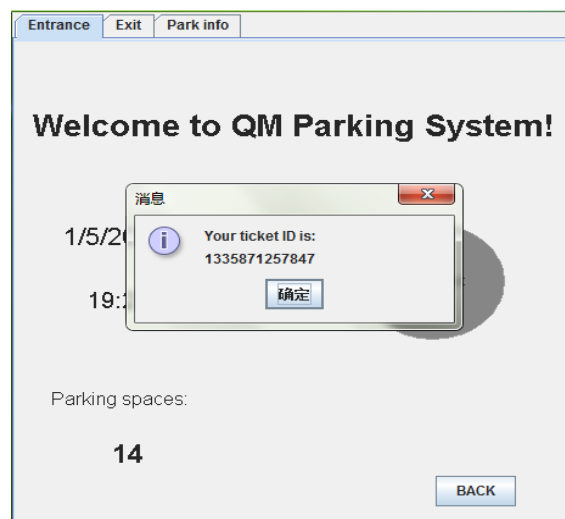 Entrance Exit Park info
Welcome to QM Parking System!
消息
Your ticket ID is:
1335871257847
确定
Parking spaces:
14
BACK